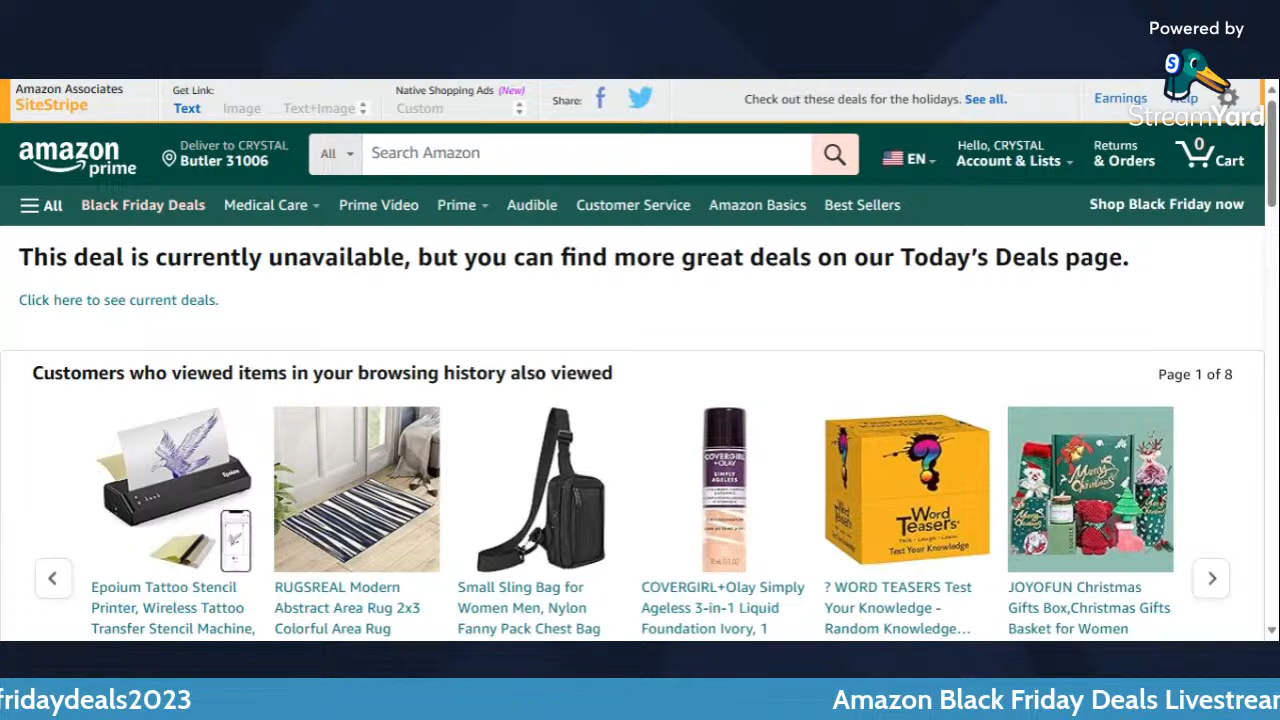 Powered by
StreamYard
Amazon Associates
SiteStripe
Get Link:
Text Image Text+Image
Native Shopping Ads (New)
Custom
Share:
Check out these deals for the holidays. See all.
Earnings
Help
amazon
prime
Deliver to CRYSTAL
Butler 31006
All
Search Amazon
EN
Hello, CRYSTAL
Account & Lists
Returns
& Orders
0
Cart
All Black Friday Deals Medical Care Prime Video Prime Audible Customer Service Amazon Basics Best Sellers
Shop Black Friday now
This deal is currently unavailable, but you can find more great deals on our Today's Deals page.
Click here to see current deals.
Customers who viewed items in your browsing history also viewed
Page 1 of 8
Epoium
COVERGIRL
+OLAY
SIMPLY
AGELESS
Test Your
Word
Teasers
Test Your Knowledge
Merry
Christmas
Epoium Tattoo Stencil
Printer, Wireless Tattoo
Transfer Stencil Machine,
RUGSREAL Modern
Abstract Area Rug 2x3
Colorful Area Rug
Small Sling Bag for
Women Men, Nylon
Fanny Pack Chest Bag
COVERGIRL+Olay Simply
Ageless 3-in-1 Liquid
Foundation Ivory, 1
? WORD TEASERS Test
Your Knowledge -
Random Knowledge...
JOYOFUN Christmas
Gifts Box,Christmas Gifts
Basket for Women
fridaydeals2023
Amazon Black Friday Deals Livestrear